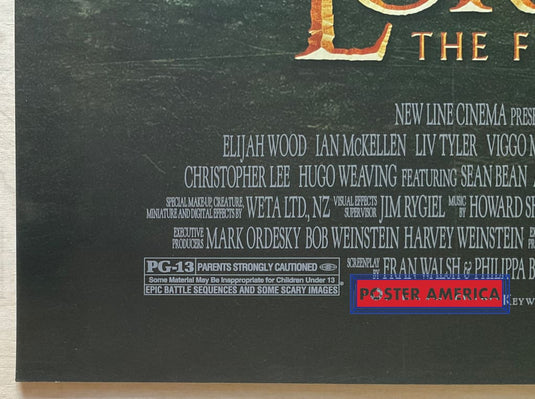 THE F
NEW LINE CINEMA PRESE
ELIJAH WOOD IAN McKELLEN LIV TYLER VIGGO M
CHRISTOPHER LEE HUGO WEAVING FEATURING SEAN BEAN
SPECIAL MAKE-UP, CREATURE, MINIATURE AND DIGITAL EFFECTS BY WETA LTD, NZ VISUAL EFFECTS SUPERVISOR JIM RYGIEL MUSIC BY HOWARD SH
EXECUTIVE PRODUCERS MARK ORDESKY BOB WEINSTEIN HARVEY WEINSTEIN
SCREENPLAY BY FRAN WALSH & PHILIPPA B
PG-13 PARENTS STRONGLY CAUTIONED
Some Material May Be Inappropriate for Children Under 13
EPIC BATTLE SEQUENCES AND SOME SCARY IMAGES
POSTER AMERICA